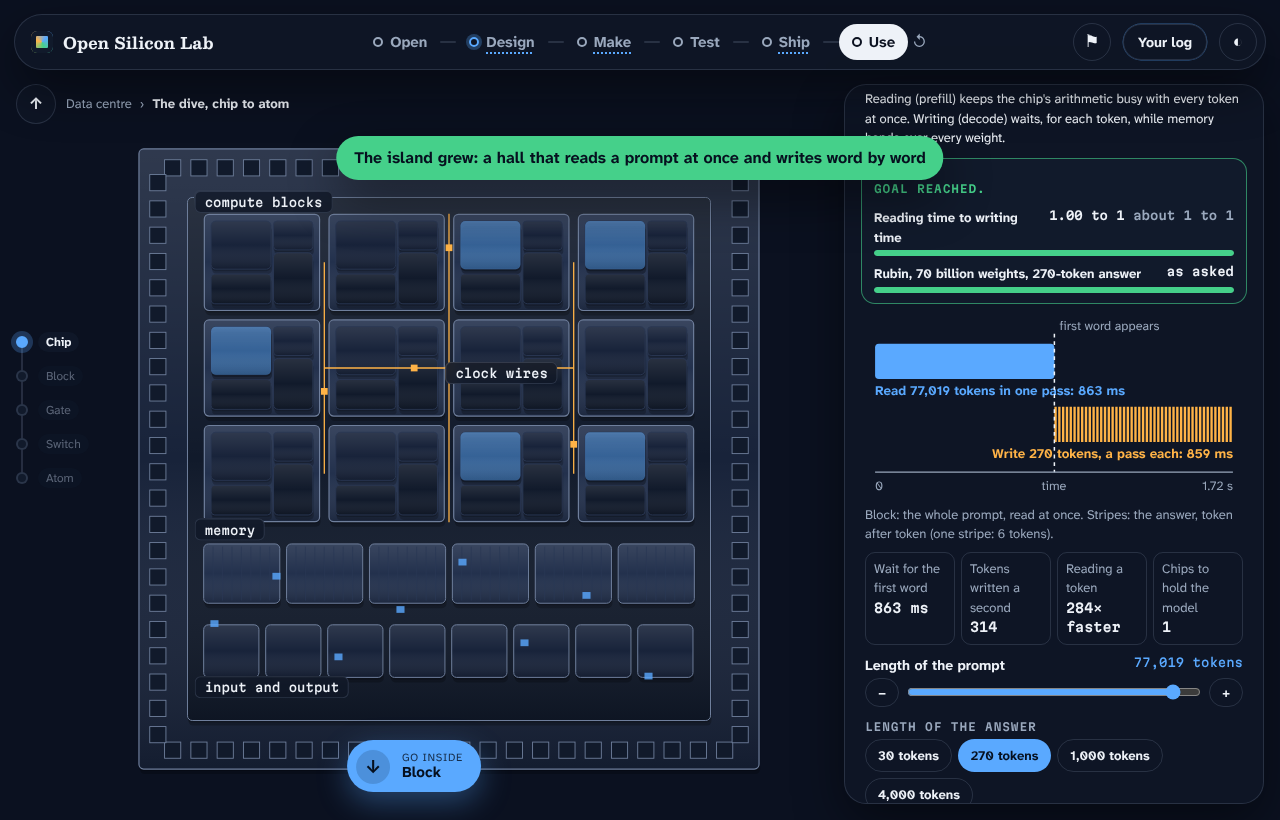 Open Silicon Lab
Open
Design
Make
Test
Ship
Use
Your log
Data centre › The dive, chip to atom
Reading (prefill) keeps the chip's arithmetic busy with every token
at once. Writing (decode) waits, for each token, while memory
every weight.
The island grew: a hall that reads a prompt at once and writes word by word
GOAL REACHED.
Reading time to writing
time
1.00 to 1 about 1 to 1
Rubin, 70 billion weights, 270-token answer
as asked
first word appears
Read 77,019 tokens in one pass: 863 ms
Write 270 tokens, a pass each: 859 ms
0
time
1.72 s
Block: the whole prompt, read at once. Stripes: the answer, token
after token (one stripe: 6 tokens).
Wait for the
first word
863 ms
Tokens
written a
second
314
Reading a
token
284×
faster
Chips to
hold the
model
1
Length of the prompt
77,019 tokens
−
+
LENGTH OF THE ANSWER
30 tokens
270 tokens
1,000 tokens
4,000 tokens
Chip
Block
Gate
Switch
Atom
compute blocks
clock wires
memory
input and output
GO INSIDE
Block